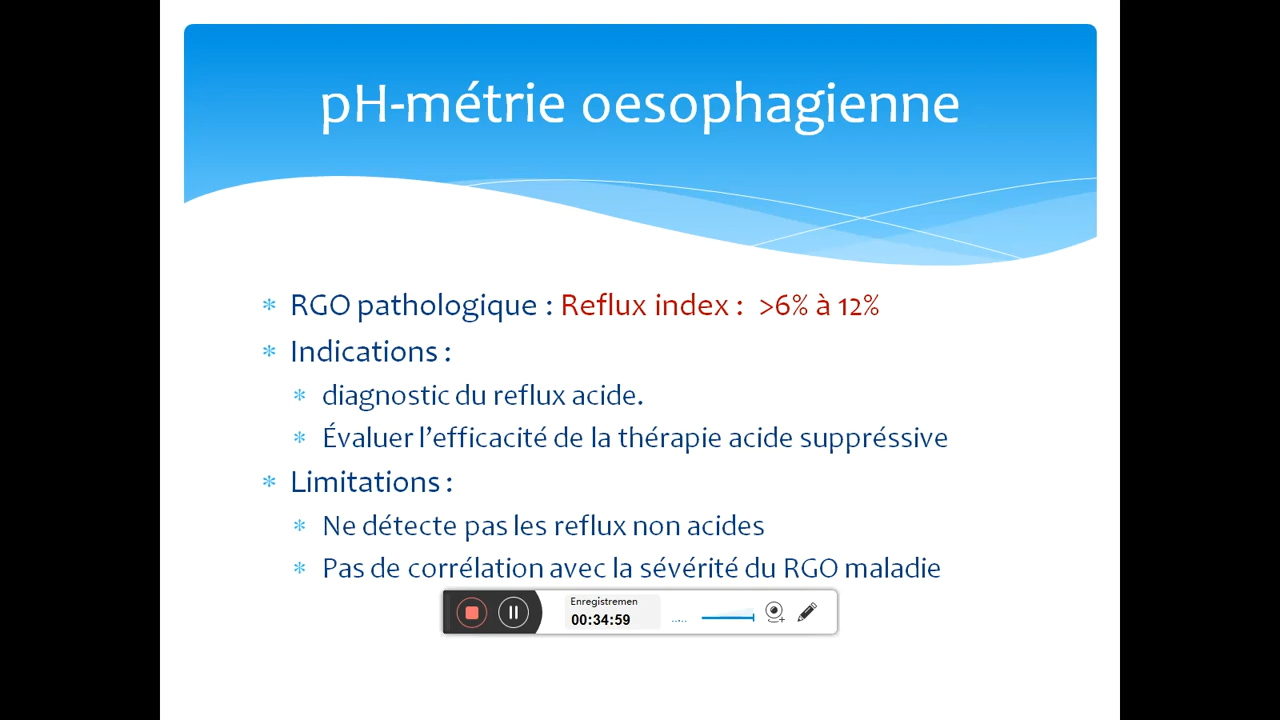 pH-métrie oesophagienne
RGO pathologique : Reflux index : >6% à 12%
Indications :
diagnostic du reflux acide.
Évaluer l’efficacité de la thérapie acide suppréssive
Limitations :
Ne détecte pas les reflux non acides
Pas de corrélation avec la sévérité du RGO maladie
Enregistremen
00:34:59